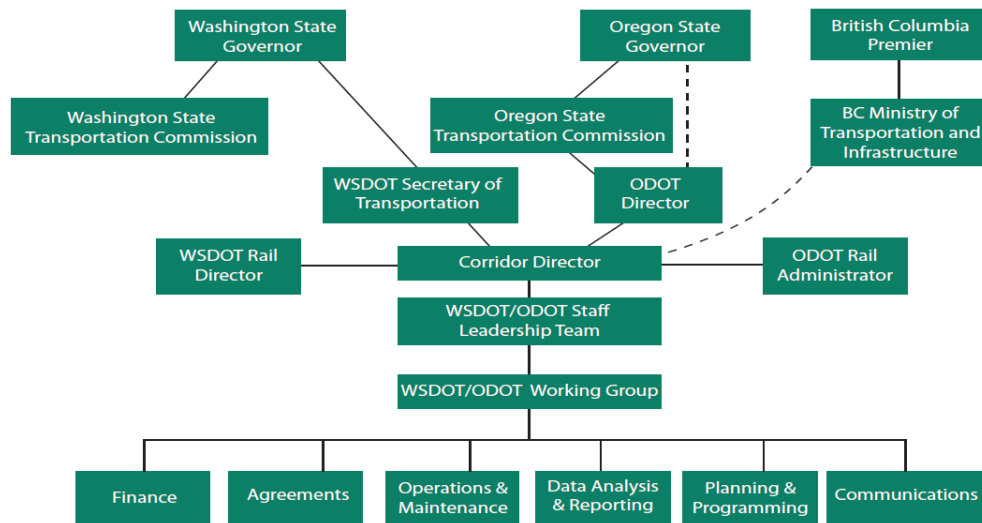 Washington State
Governor
Oregon State
Governor
British Columbia
Premier
Washington State
Transportation Commission
Oregon State
Transportation Commission
BC Ministry of
Transportation and
Infrastructure
WSDOT Secretary of
Transportation
ODOT
Director
WSDOT Rail
Director
Corridor Director
ODOT Rail
Administrator
WSDOT/ODOT Staff
Leadership Team
WSDOT/ODOT Working Group
Finance
Agreements
Operations &
Maintenance
Data Analysis
& Reporting
Planning &
Programming
Communications